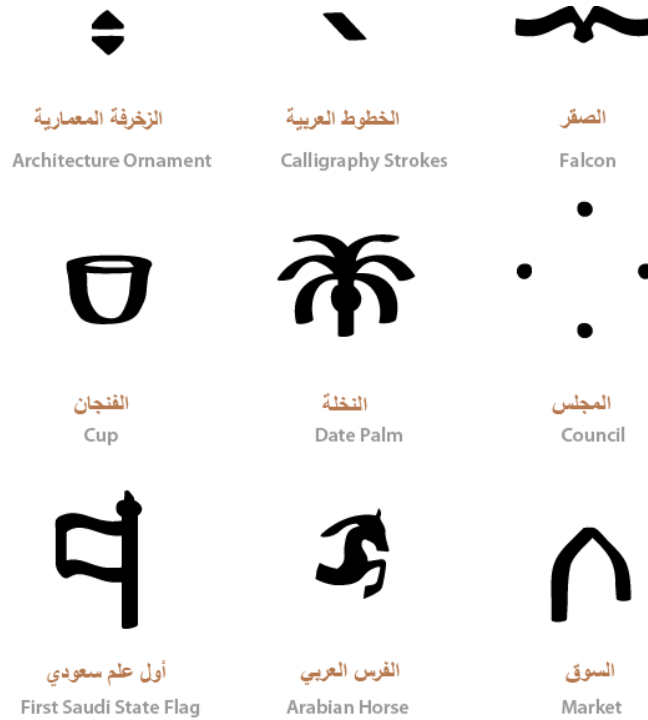 الزخرفة المعمارية
الخطوط العربية
الصقر
Architecture Ornament
Calligraphy Strokes
Falcon
الفنجان
النخلة
المجلس
Cup
Date Palm
Council
أول علم سعودي
الفرس العربي
السوق
First Saudi State Flag
Arabian Horse
Market